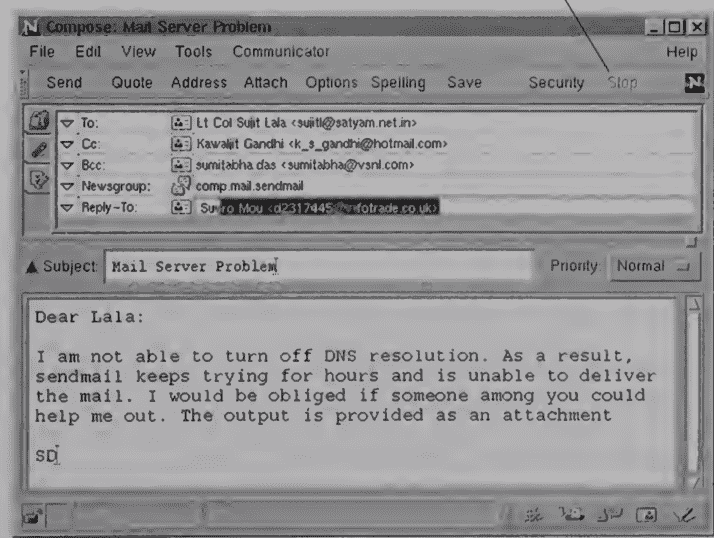 Compose: Mail Server Problem
File Edit View Tools Communicator Help
Send Quote Address Attach Options Spelling Save Security Stop
To: Lt Col Sujit Lala <sujitl@satyam.net.in>
Cc: Kawaljit Gandhi <k_s_gandhi@hotmail.com>
Bcc: sumitabha.das <sumitabha@vsnl.com>
Newsgroup: comp.mail.sendmail
Reply-To: Mou
Subject: Mail Server Problem Priority: Normal
Dear Lala:
I am not able to turn off DNS resolution. As a result,
sendmail keeps trying for hours and is unable to deliver
the mail. I would be obliged if someone among you could
help me out. The output is provided as an attachment
SD